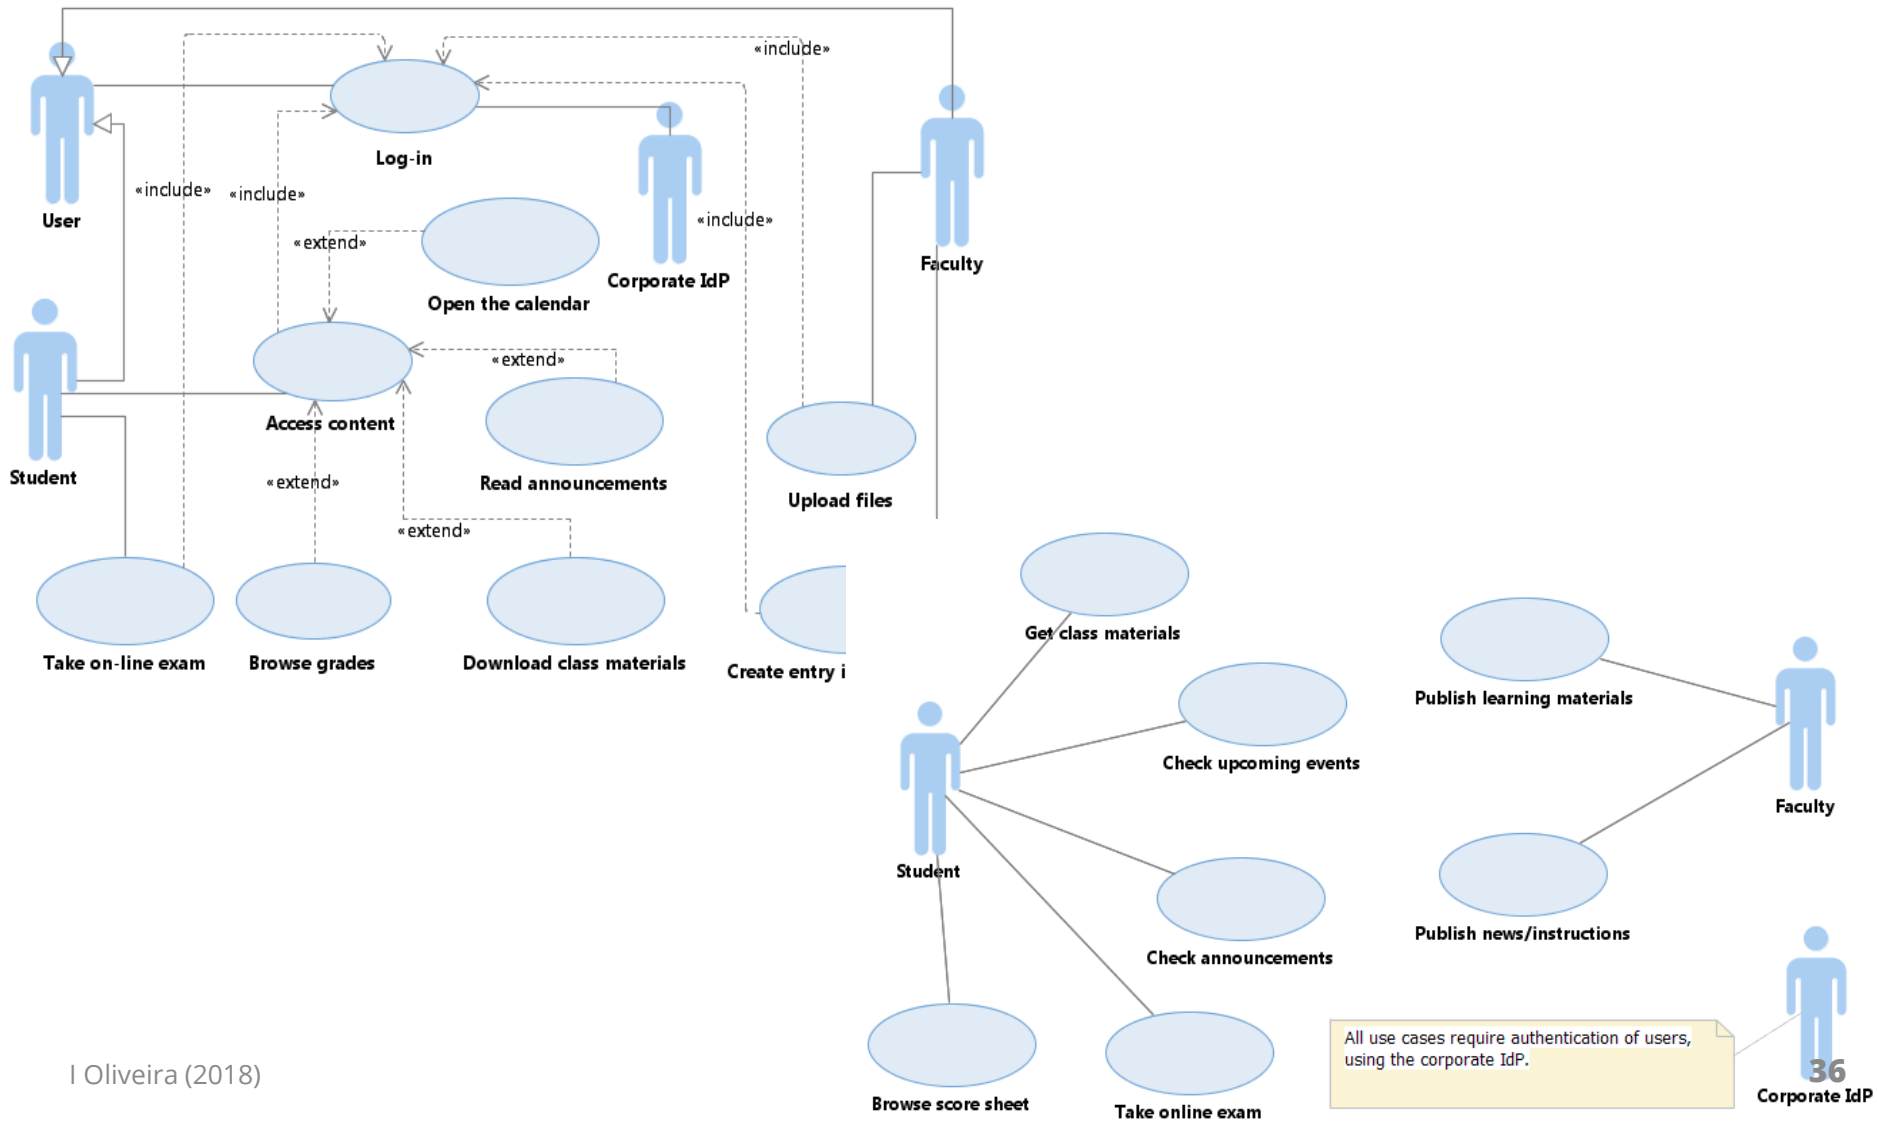 «include»
Log-in
«include»
«include»
User
«include»
«extend»
Faculty
Corporate IdP
Open the calendar
«extend»
Access content
Student
«extend»
Read announcements
Upload files
«extend»
Get class materials
Take on-line exam
Browse grades
Download class materials
Create entry i
Publish learning materials
Check upcoming events
Faculty
Student
Publish news/instructions
Check announcements
All use cases require authentication of users,
using the corporate IdP.
I Oliveira (2018)
36
Corporate IdP
Browse score sheet
Take online exam